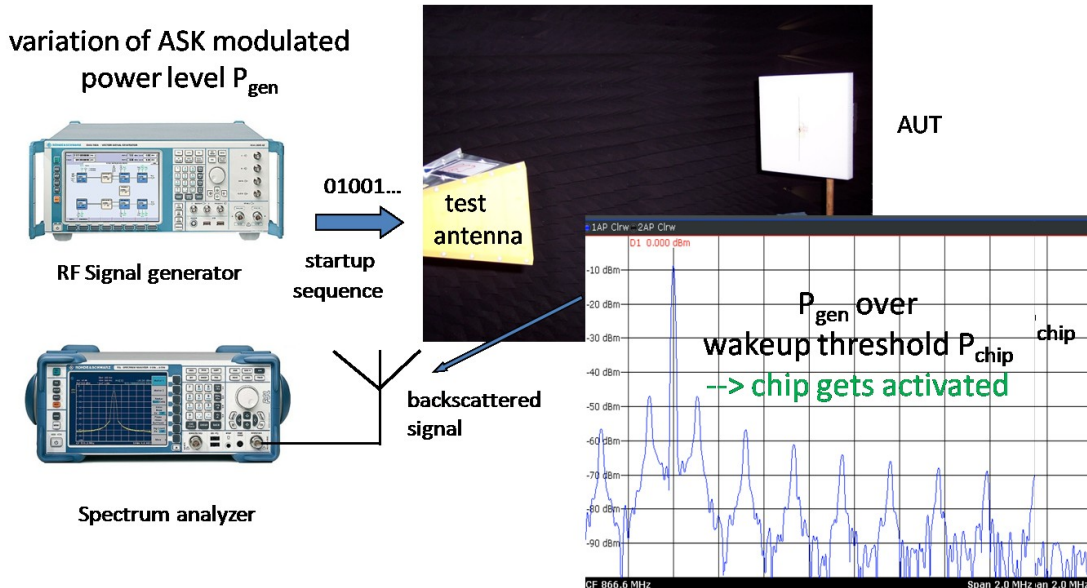 variation of ASK modulated
power level Pgen
RF Signal generator
01001...
startup
sequence
test
antenna
AUT
1AP Clrw 2AP Clrw
D1 0.000 dBm
-10 dBm
-20 dBm
-30 dBm
-50 dBm
-60 dBm
-70 dBm
-80 dBm
-90 dBm
Pgen over
wakeup threshold Pchip chip
--> chip gets activated
CF 866.6 MHz
Span 2.0 MHz
backscattered
signal
Spectrum analyzer